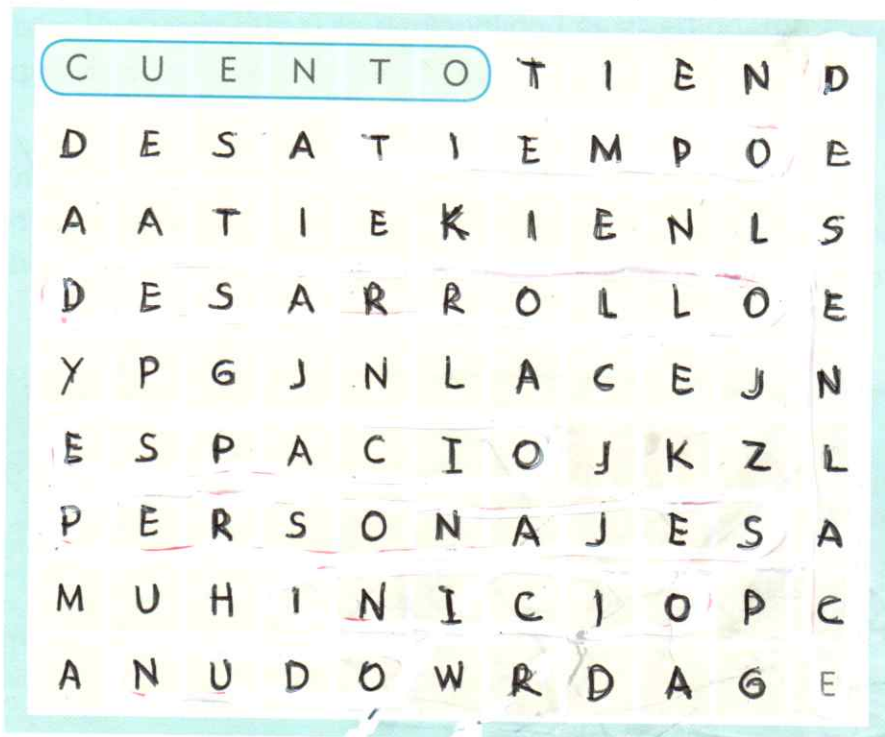 C U E N T O T I E N D
D E S A T I E M P O E
A A T I E K I E N L S
D E S A R R O L L O E
Y P G J N L A C E J N
E S P A C I O J K Z L
P E R S O N A J E S A
M U H I N I C I O P C
A N U D O W R D A G E